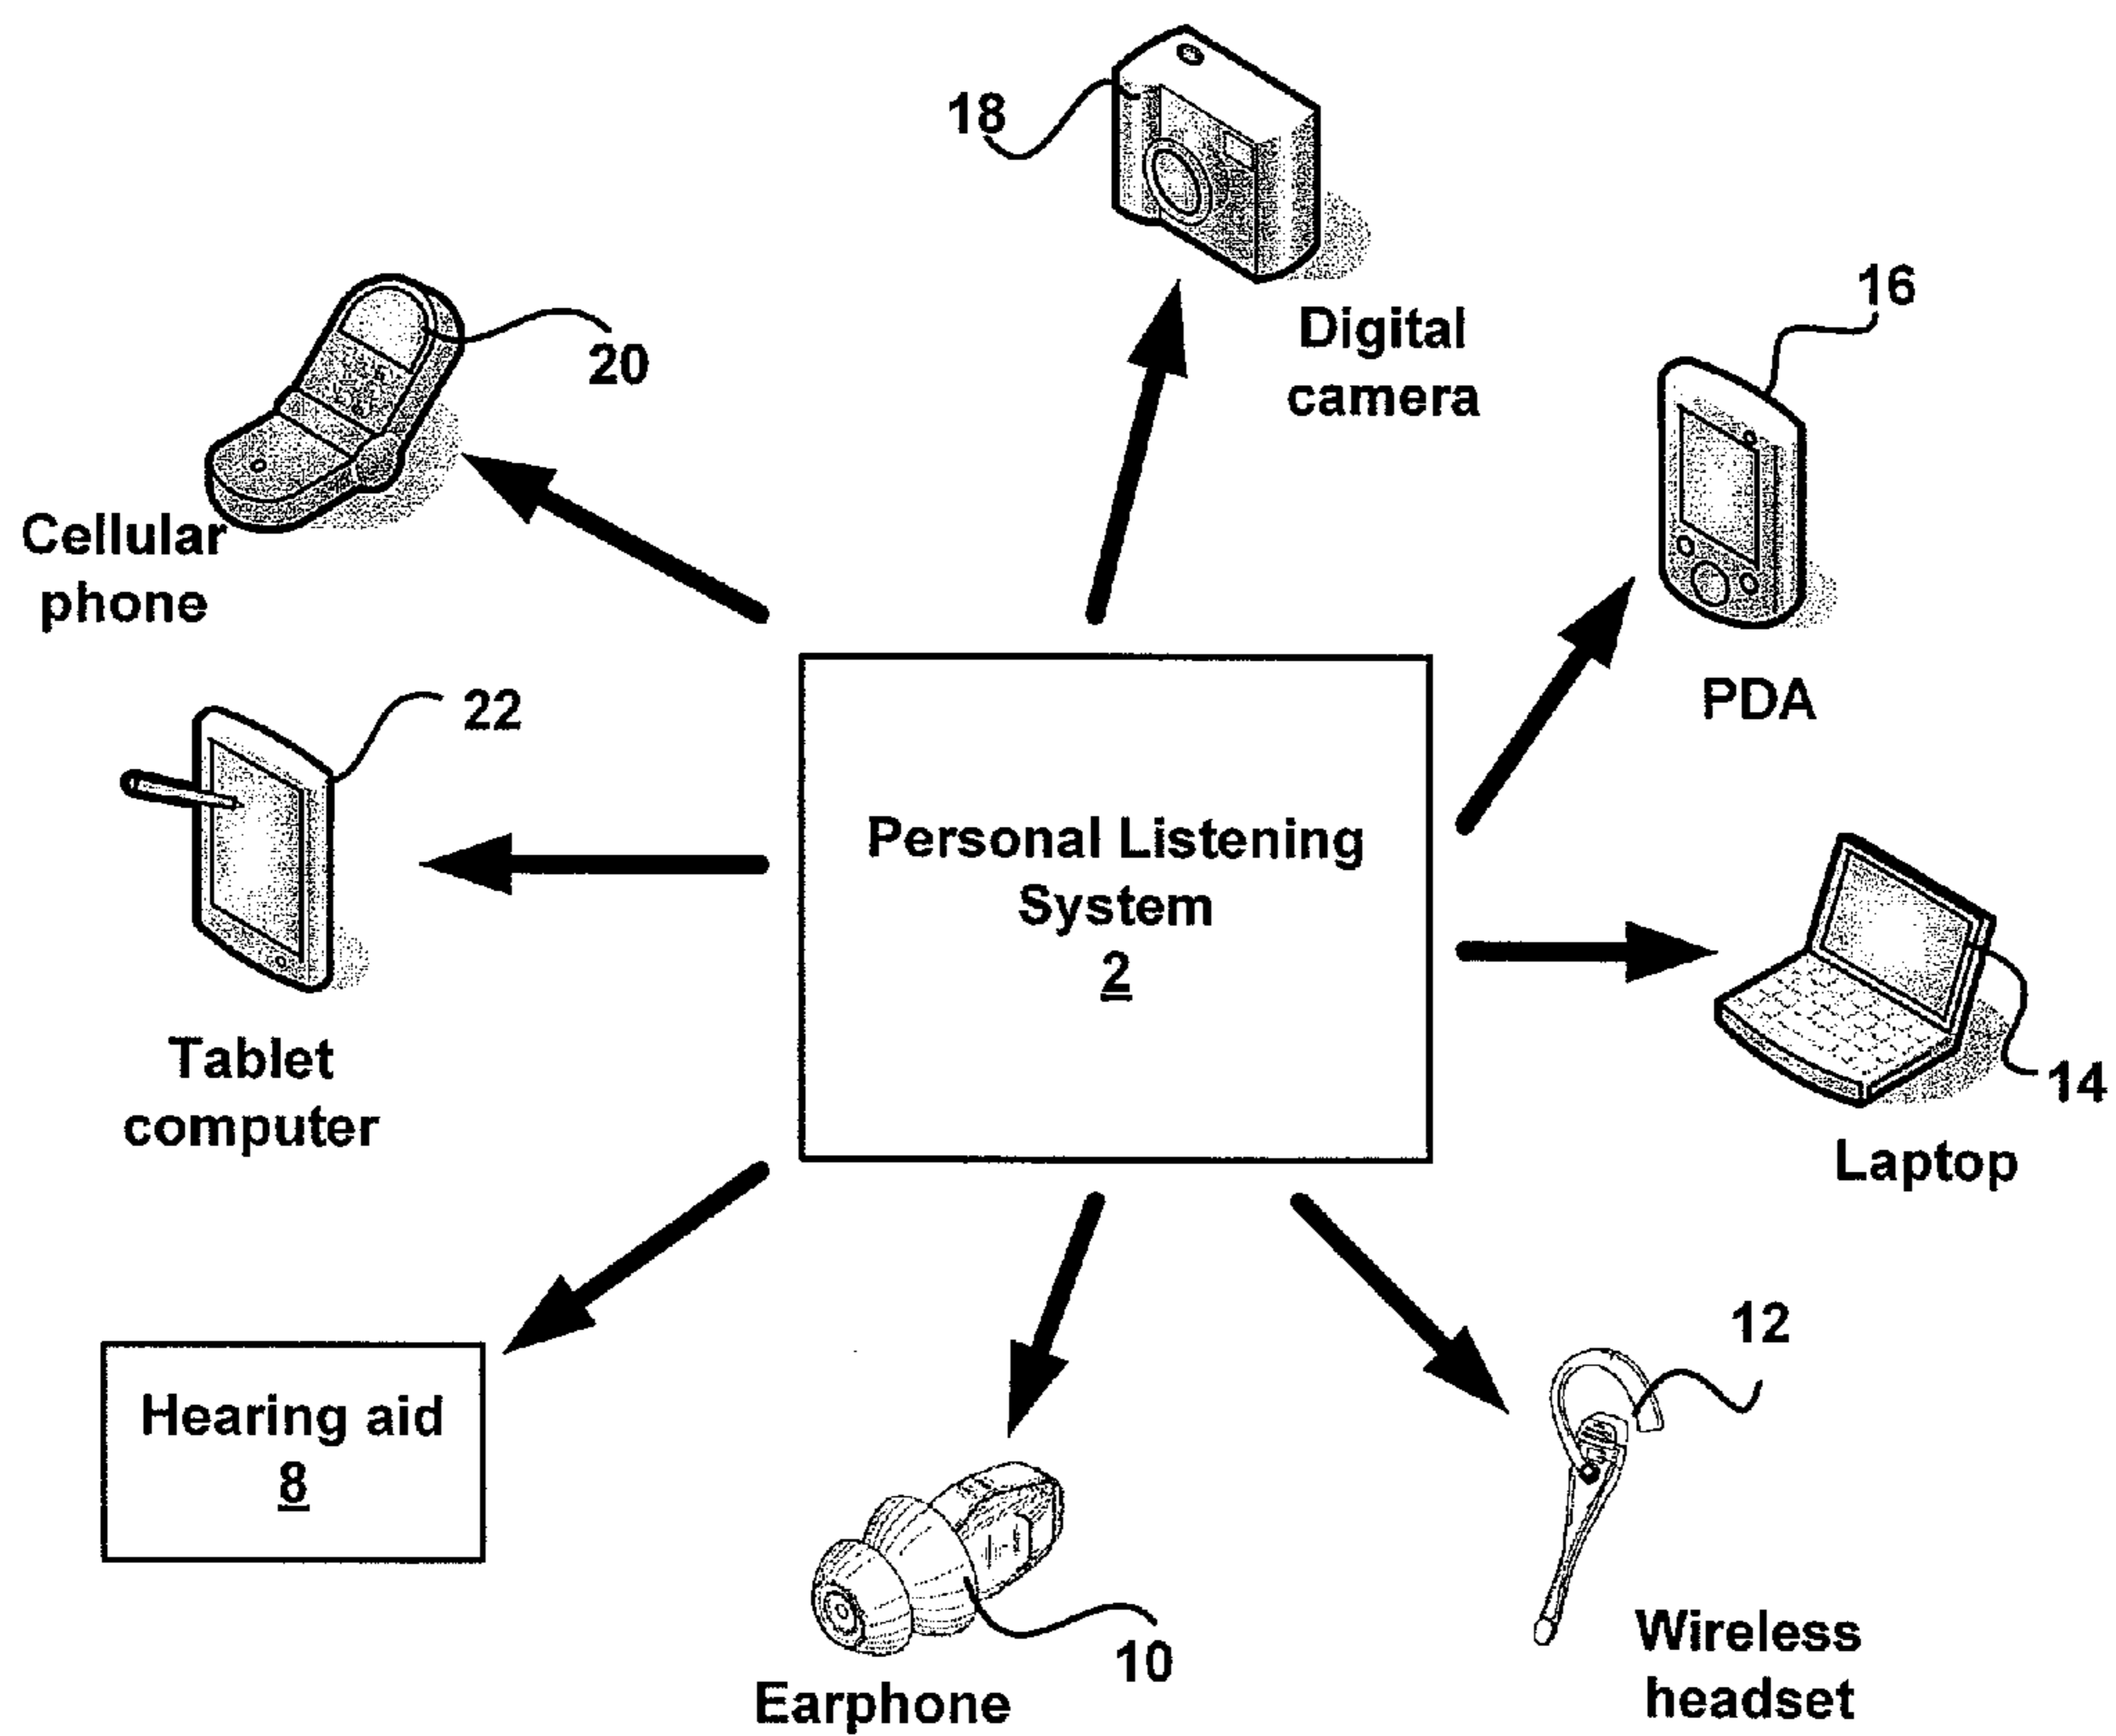 18
Digital
camera
16
20
Cellular
phone
PDA
22
Tablet
computer
Personal Listening
System
2
14
Laptop
12
Hearing aid
8
10
Earphone
Wireless
headset